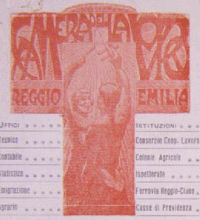 CAMERA DEL LAVORO
REGGIO EMILIA
UFFICI
Tecnico
Contabile
Statistico
Emigrazione
Agrario
ISTITUZIONI
Consorzio Coop. Lavoro
Colonie Agricole
Ispettorato
Ferrovia Reggio-Ciano
Casse di Previdenza